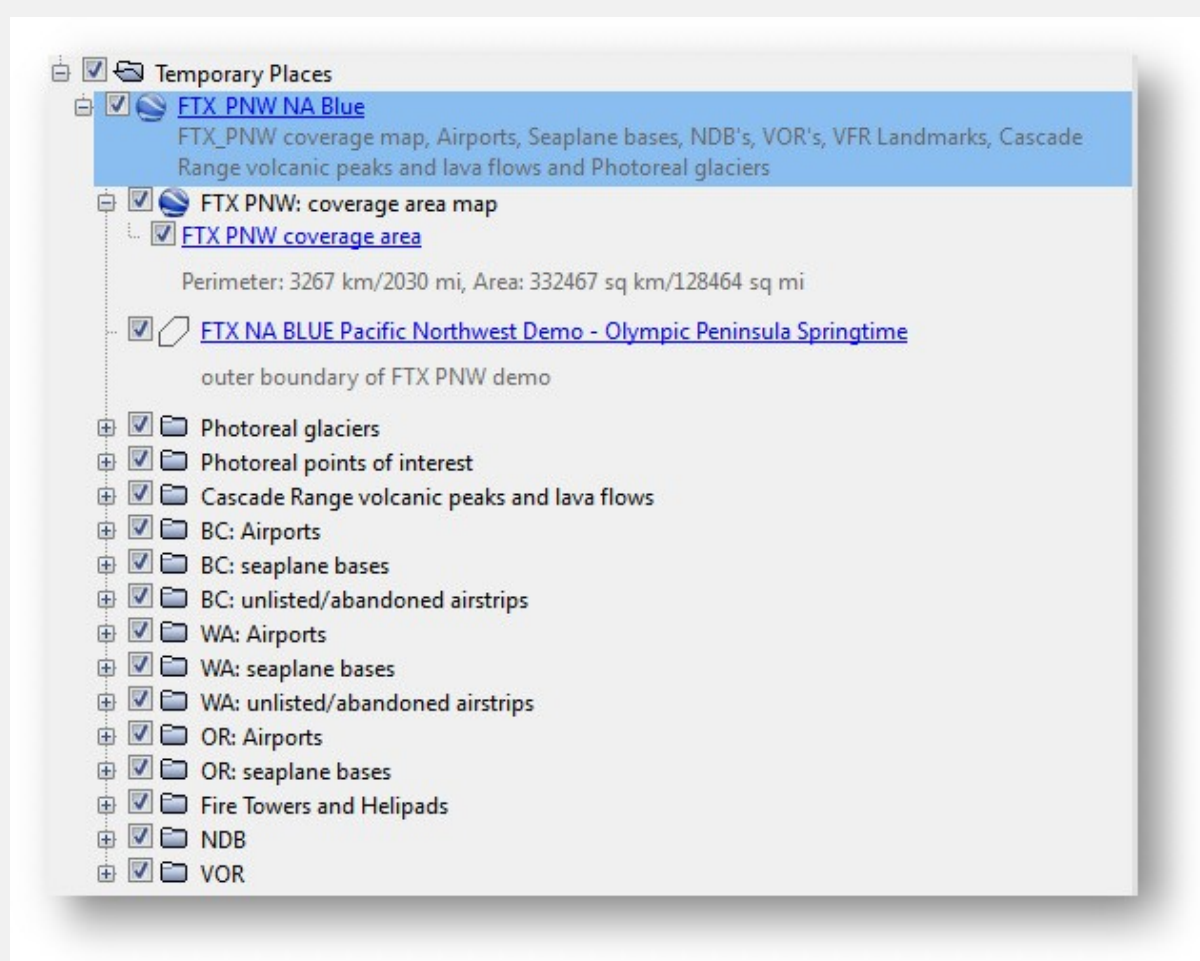 Temporary Places
FTX_PNW NA Blue
FTX_PNW coverage map, Airports, Seaplane bases, NDB's, VOR's, VFR Landmarks, Cascade
Range volcanic peaks and lava flows and Photoreal glaciers
FTX PNW: coverage area map
FTX PNW coverage area
Perimeter: 3267 km/2030 mi, Area: 332467 sq km/128464 sq mi
FTX NA BLUE Pacific Northwest Demo - Olympic Peninsula Springtime
outer boundary of FTX PNW demo
Photoreal glaciers
Photoreal points of interest
Cascade Range volcanic peaks and lava flows
BC: Airports
BC: seaplane bases
BC: unlisted/abandoned airstrips
WA: Airports
WA: seaplane bases
WA: unlisted/abandoned airstrips
OR: Airports
OR: seaplane bases
Fire Towers and Helipads
NDB
VOR